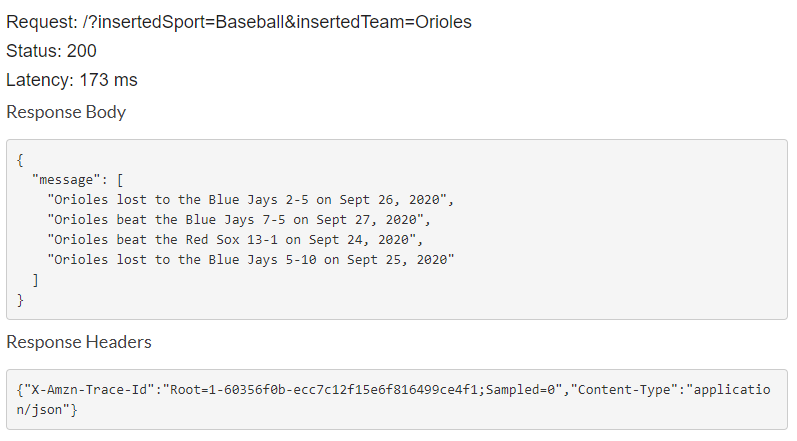 Request: /?insertedSport=Baseball&insertedTeam=Orioles
Status: 200
Latency: 173 ms
Response Body
{
"message": [
"Orioles lost to the Blue Jays 2-5 on Sept 26, 2020",
"Orioles beat the Blue Jays 7-5 on Sept 27, 2020",
"Orioles beat the Red Sox 13-1 on Sept 24, 2020",
"Orioles lost to the Blue Jays 5-10 on Sept 25, 2020"
]
}
Response Headers
{"X-Amzn-Trace-Id":"Root=1-60356f0b-ecc7c12f15e6f816499ce4f1;Sampled=0","Content-Type":"applicatio
n/json"}